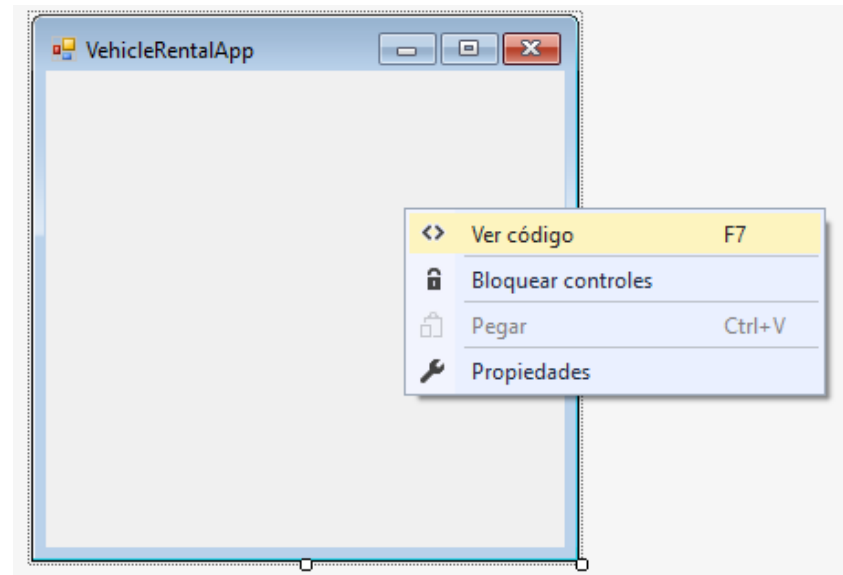 VehicleRentalApp
Ver código F7
Bloquear controles
Pegar Ctrl+V
Propiedades